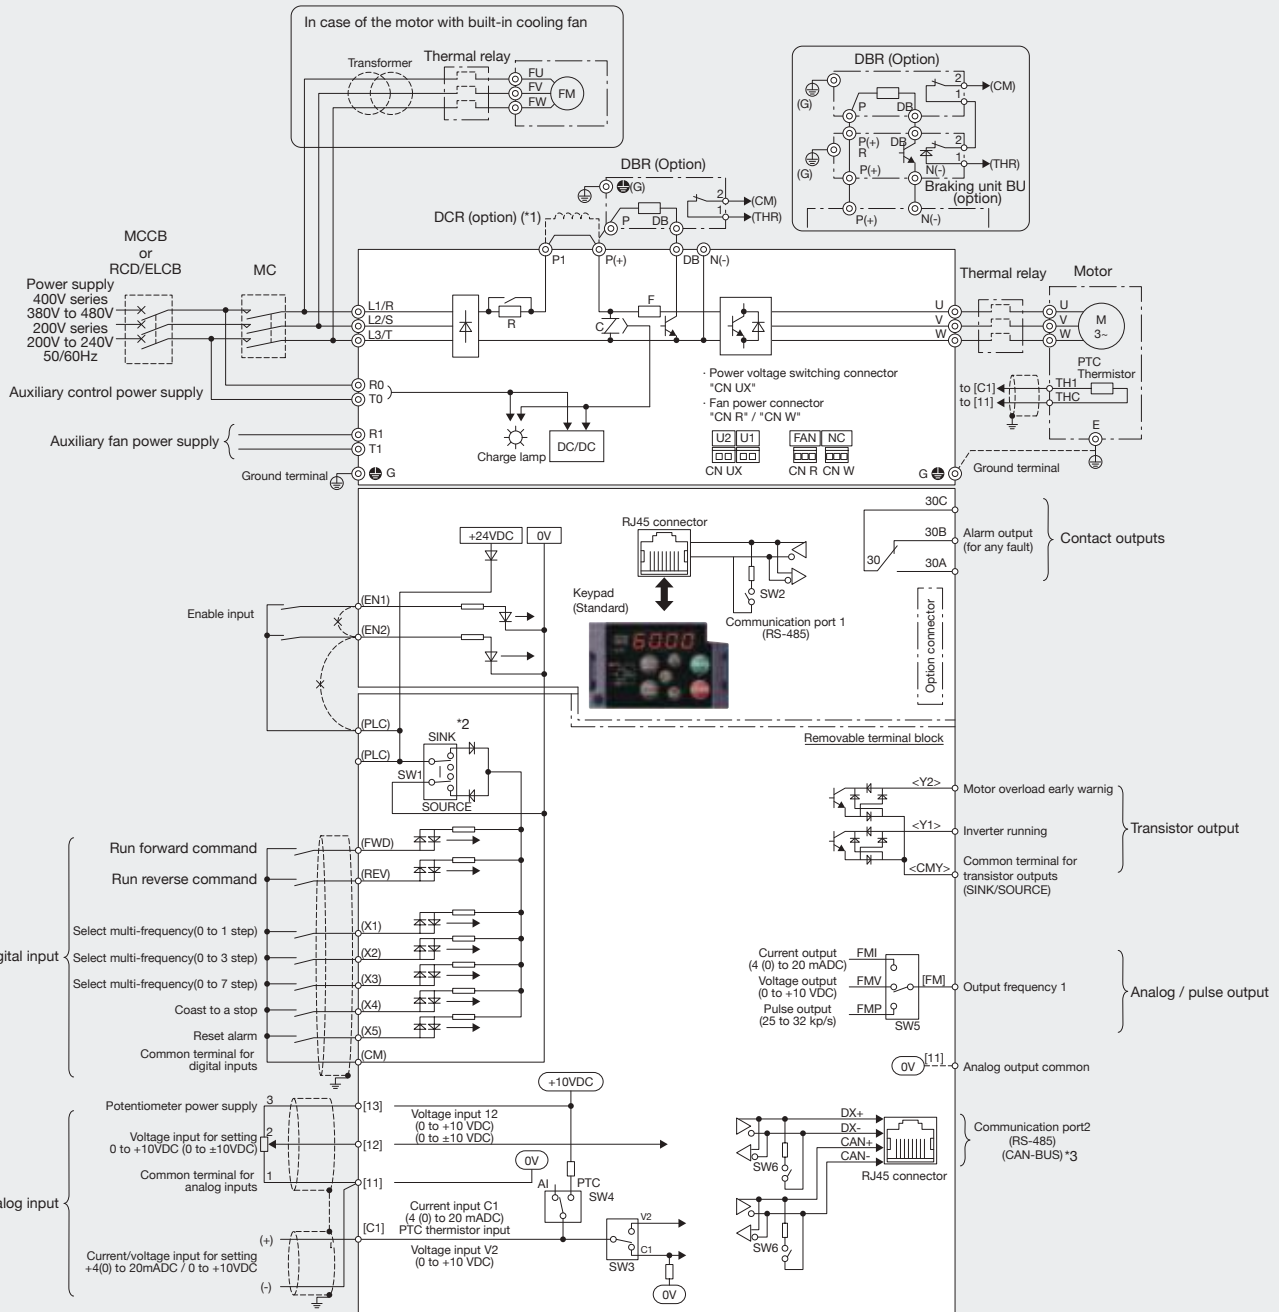 In case of the motor with built-in cooling fan
Transformer
Thermal relay
FU
FV
FW
FM
DBR (Option)
(G)
P
DB
2
1
(CM)
P(+)
R
DB
2
1
(THR)
(G)
P(+)
N(-)
Braking unit BU
(option)
P(+)
N(-)
DBR (Option)
(G)
DCR (option) (*1)
P
DB
2
1
(CM)
(THR)
P1
P(+)
DB
N(-)
MCCB
or
RCD/ELCB
MC
Power supply
400V series
380V to 480V
200V series
200V to 240V
50/60Hz
L1/R
L2/S
L3/T
R
C
F
U
V
W
Thermal relay
Motor
U
V
W
M
3~
PTC
Thermistor
to [C1]
to [11]
TH1
THC
E
Ground terminal
Auxiliary control power supply
R0
T0
Auxiliary fan power supply
R1
T1
Ground terminal
G
Charge lamp
DC/DC
· Power voltage switching connector
"CN UX"
· Fan power connector
"CN R" / "CN W"
U2
U1
FAN
NC
CN UX
CN R
CN W
G
30C
30B
30A
30
Alarm output
(for any fault)
Contact outputs
+24VDC
0V
RJ45 connector
SW2
Keypad
(Standard)
Communication port 1
(RS-485)
6000
Option connector
Enable input
(EN1)
(EN2)
(PLC)
(PLC)
*2
SINK
SW1
SOURCE
Removable terminal block
<Y2>
Motor overload early warnig
<Y1>
Inverter running
<CMY>
Common terminal for
transistor outputs
(SINK/SOURCE)
Transistor output
Run forward command
(FWD)
Run reverse command
(REV)
gital input
Select multi-frequency(0 to 1 step)
(X1)
Select multi-frequency(0 to 3 step)
(X2)
Select multi-frequency(0 to 7 step)
(X3)
Coast to a stop
(X4)
Reset alarm
(X5)
Common terminal for
digital inputs
(CM)
Current output
(4 (0) to 20 mADC)
FMI
Voltage output
(0 to +10 VDC)
FMV
Pulse output
(25 to 32 kp/s)
FMP
SW5
[FM]
Output frequency 1
Analog / pulse output
0V
[11]
Analog output common
+10VDC
Potentiometer power supply
3
[13]
Voltage input 12
(0 to +10 VDC)
(0 to ±10 VDC)
Voltage input for setting
0 to +10VDC (0 to ±10VDC)
2
[12]
Common terminal for
analog inputs
1
[11]
0V
alog input
AI
PTC
SW4
Current input C1
(4 (0) to 20 mADC)
PTC thermistor input
[C1]
(+)
Voltage input V2
(0 to +10 VDC)
Current/voltage input for setting
+4(0) to 20mADC / 0 to +10VDC
(-)
V2
C1
SW3
0V
DX+
DX-
CAN+
CAN-
SW6
RJ45 connector
Communication port2
(RS-485)
(CAN-BUS) *3
SW6